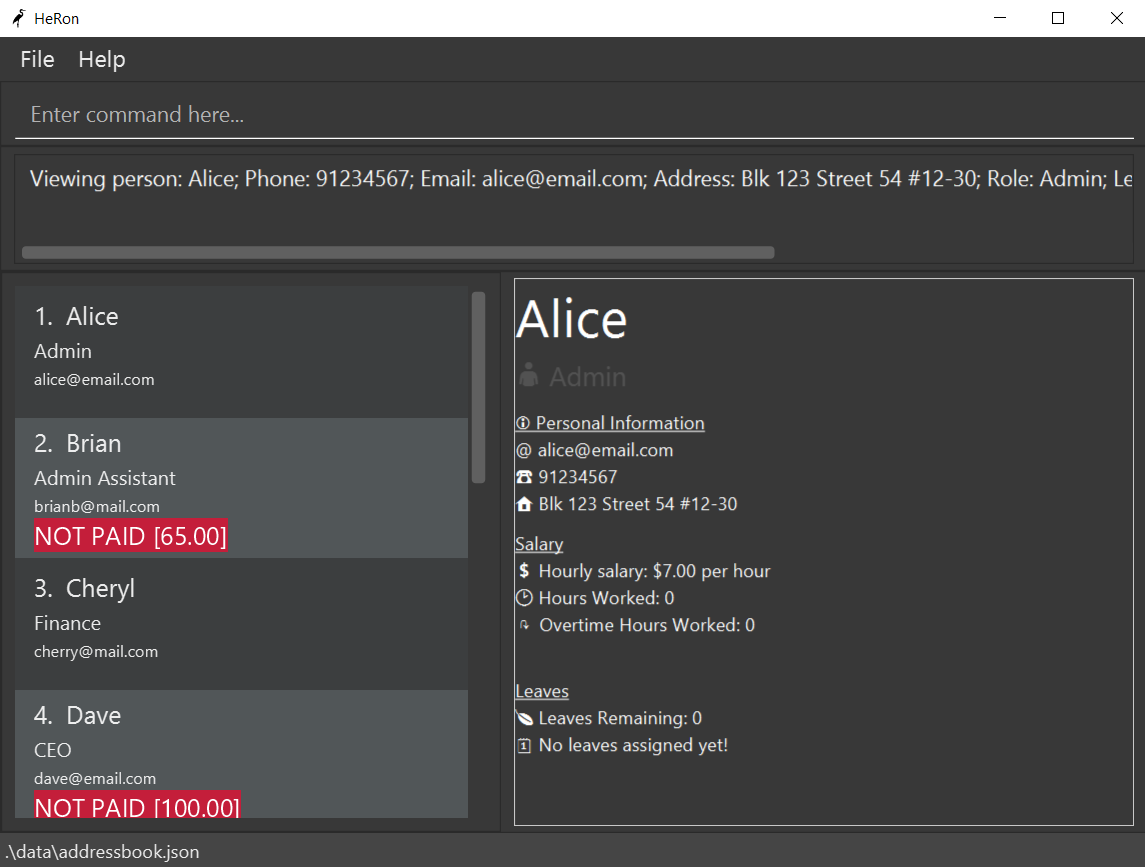 HeRon
File Help
Enter command here...
Viewing person: Alice; Phone: 91234567; Email: alice@email.com; Address: Blk 123 Street 54 #12-30; Role: Admin; Le
1. Alice
Admin
alice@email.com
2. Brian
Admin Assistant
brianb@mail.com
NOT PAID [65.00]
3. Cheryl
Finance
cherry@mail.com
4. Dave
CEO
dave@email.com
NOT PAID [100.00]
Alice
Admin
Personal Information
@ alice@email.com
91234567
Blk 123 Street 54 #12-30
Salary
$ Hourly salary: $7.00 per hour
Hours Worked: 0
Overtime Hours Worked: 0
Leaves
Leaves Remaining: 0
No leaves assigned yet!
.\data\addressbook.json